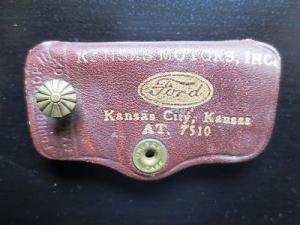 KANSAS MOTORS, INC.
Ford
Kansas City, Kansas
AT. 7510